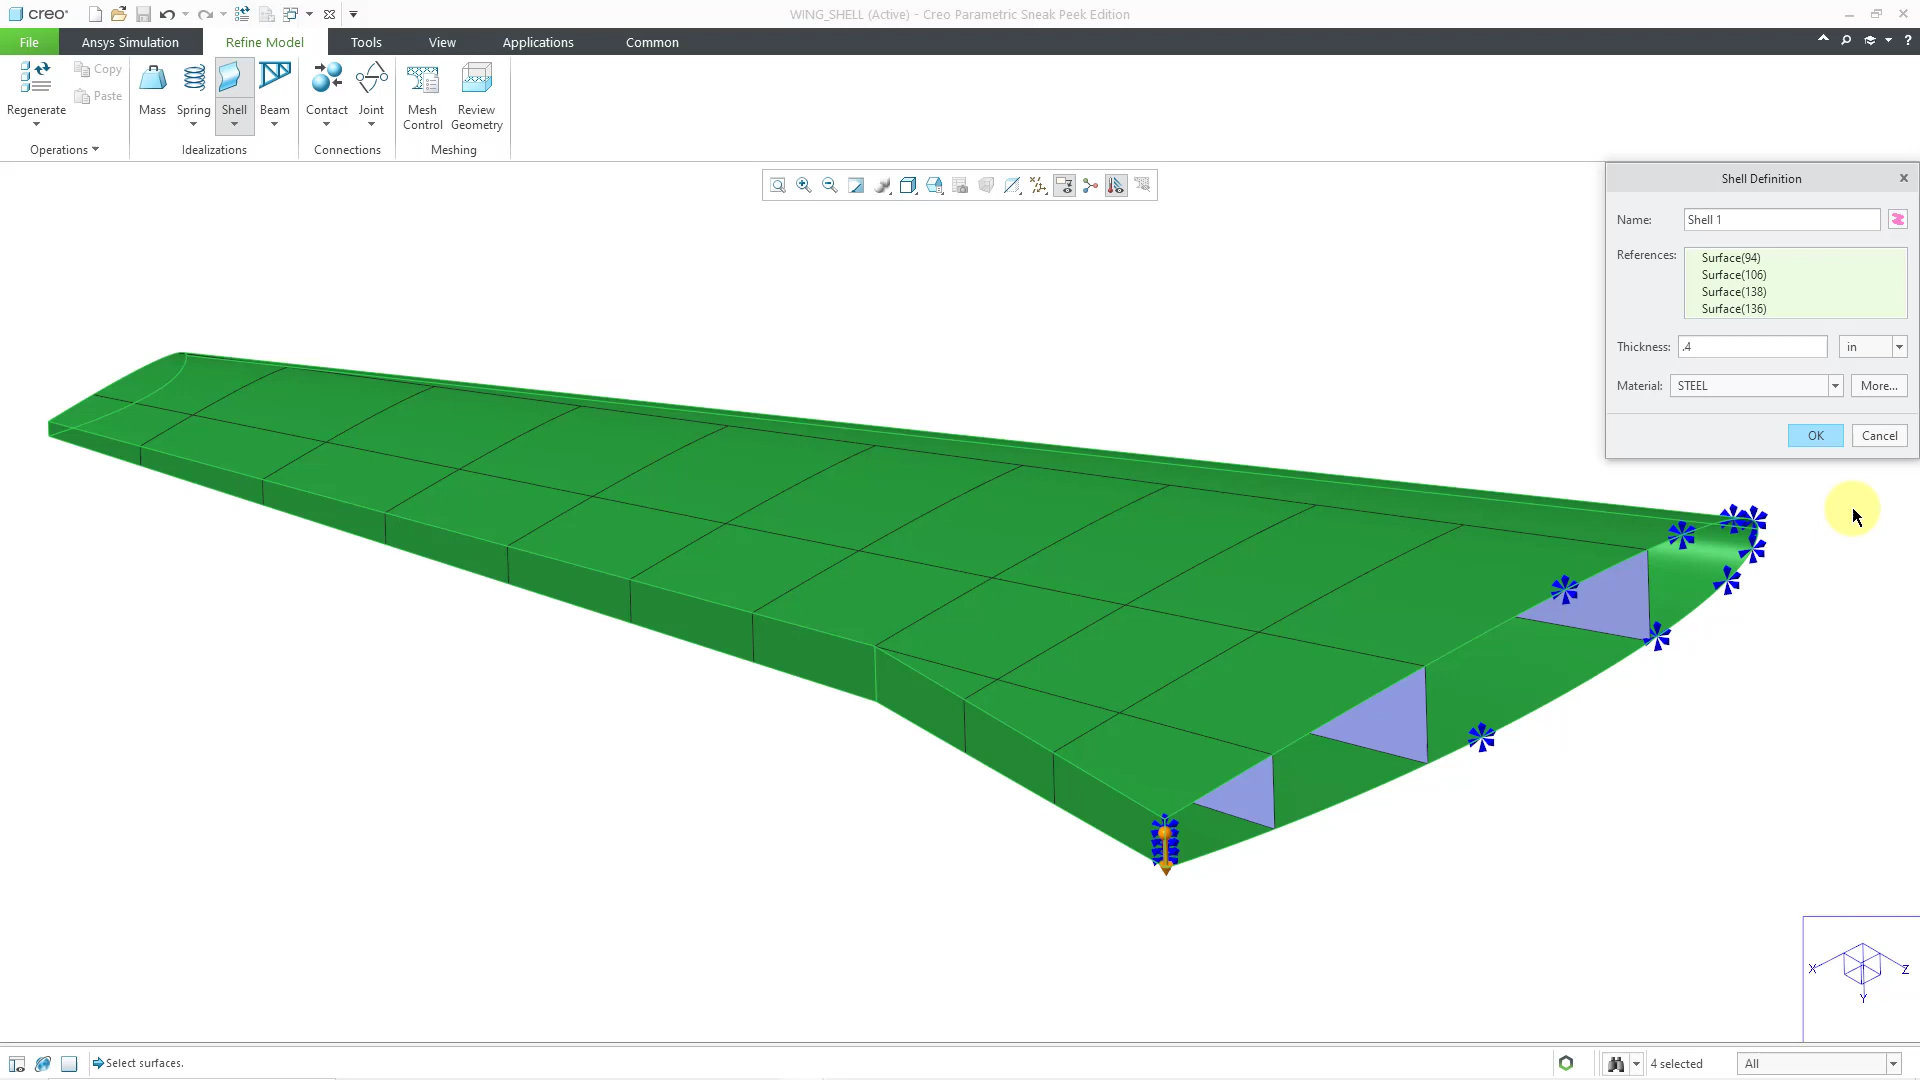 creo
WING_SHELL (Active) - Creo Parametric Sneak Peek Edition
File
Ansys Simulation
Refine Model
Tools
View
Applications
Common
Regenerate
Copy
Paste
Operations
Mass
Spring
Shell
Beam
Idealizations
Contact
Joint
Connections
Mesh
Control
Review
Geometry
Meshing
Shell Definition
Name:
Shell 1
References:
Surface(94)
Surface(106)
Surface(138)
Surface(136)
Thickness:
.4
in
Material:
STEEL
More...
OK
Cancel
X
Z
Y
Select surfaces.
4 selected
All